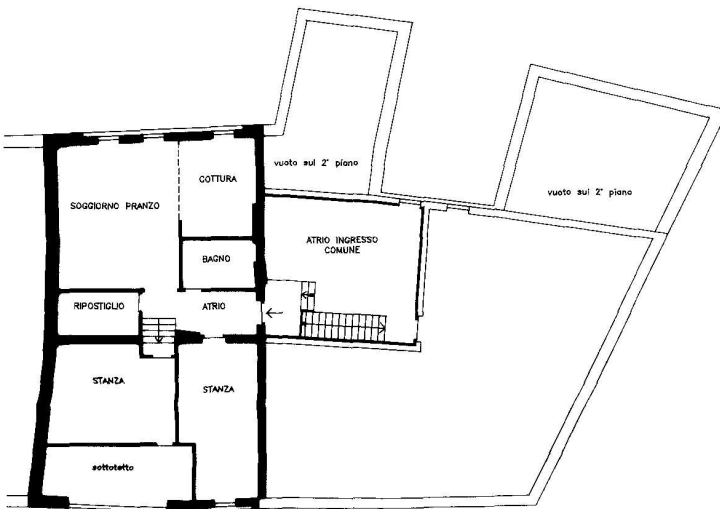 vuoto sul 2° piano
COTTURA
vuoto sul 2° piano
SOGGIORNO PRANZO
ATRIO INGRESSO
COMUNE
BAGNO
RIPOSTIGLIO
ATRIO
STANZA
STANZA
sottotetto